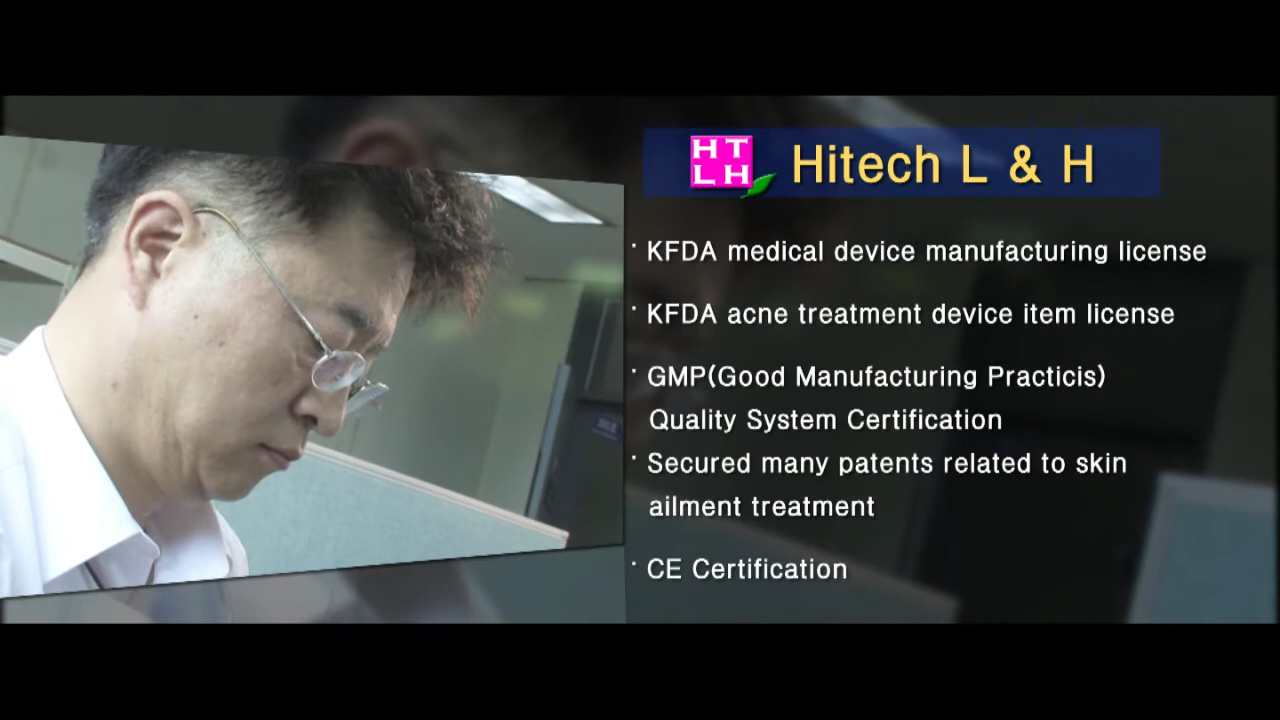 HT
LH
Hitech L & H
· KFDA medical device manufacturing license
· KFDA acne treatment device item license
· GMP(Good Manufacturing Practicis)
Quality System Certification
· Secured many patents related to skin
ailment treatment
· CE Certification